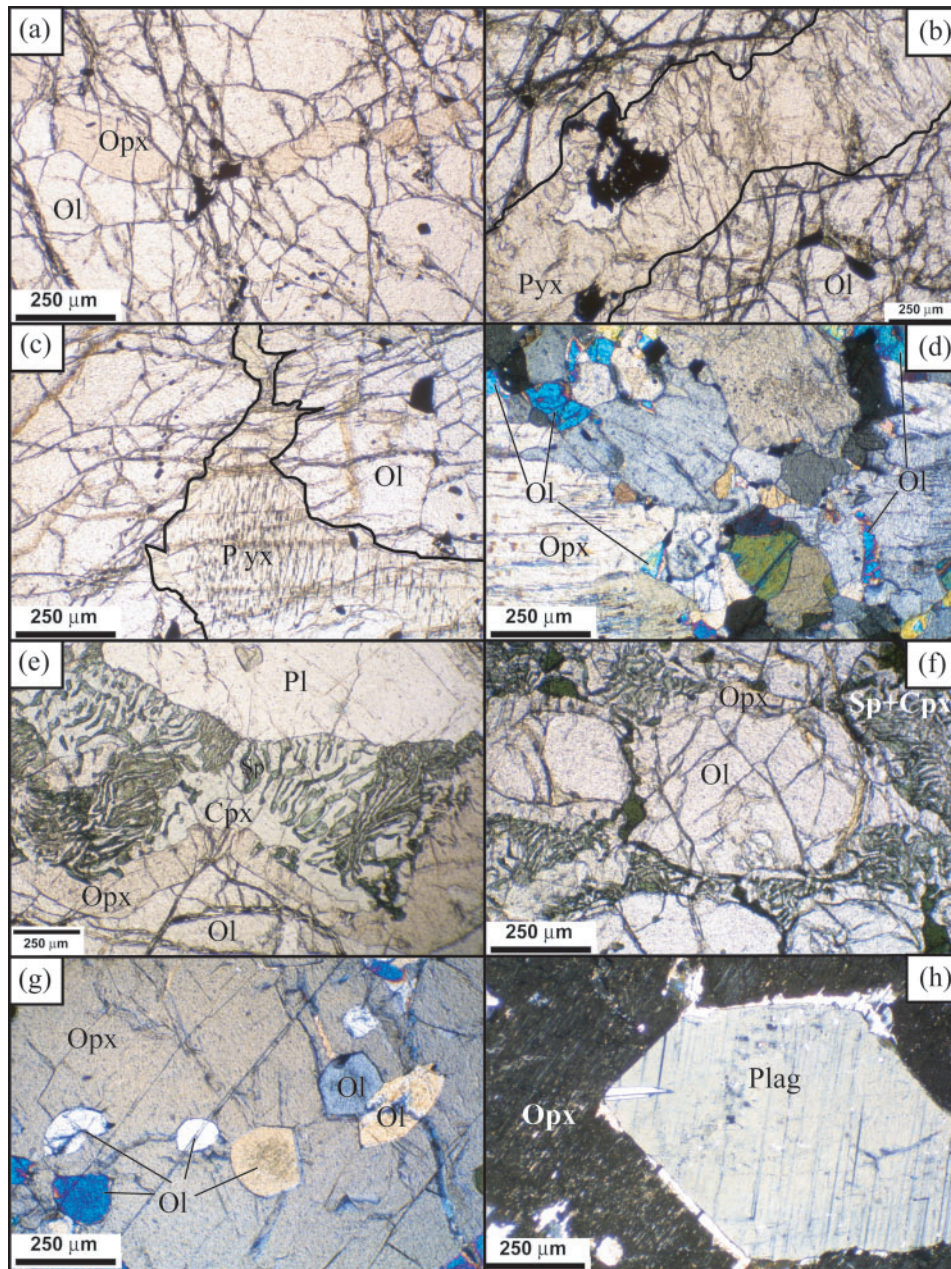 (a)
Opx
Ol
250 µm
(b)
Pyx
Ol
250 µm
(c)
Ol
P yx
250 µm
(d)
Ol
Ol
Opx
250 µm
(e)
Pl
Sp
Cpx
Opx
Ol
250 µm
(f)
Opx
Sp+Cpx
Ol
250 µm
(g)
Opx
Ol
Ol
Ol
250 µm
(h)
Plag
Opx
250 µm